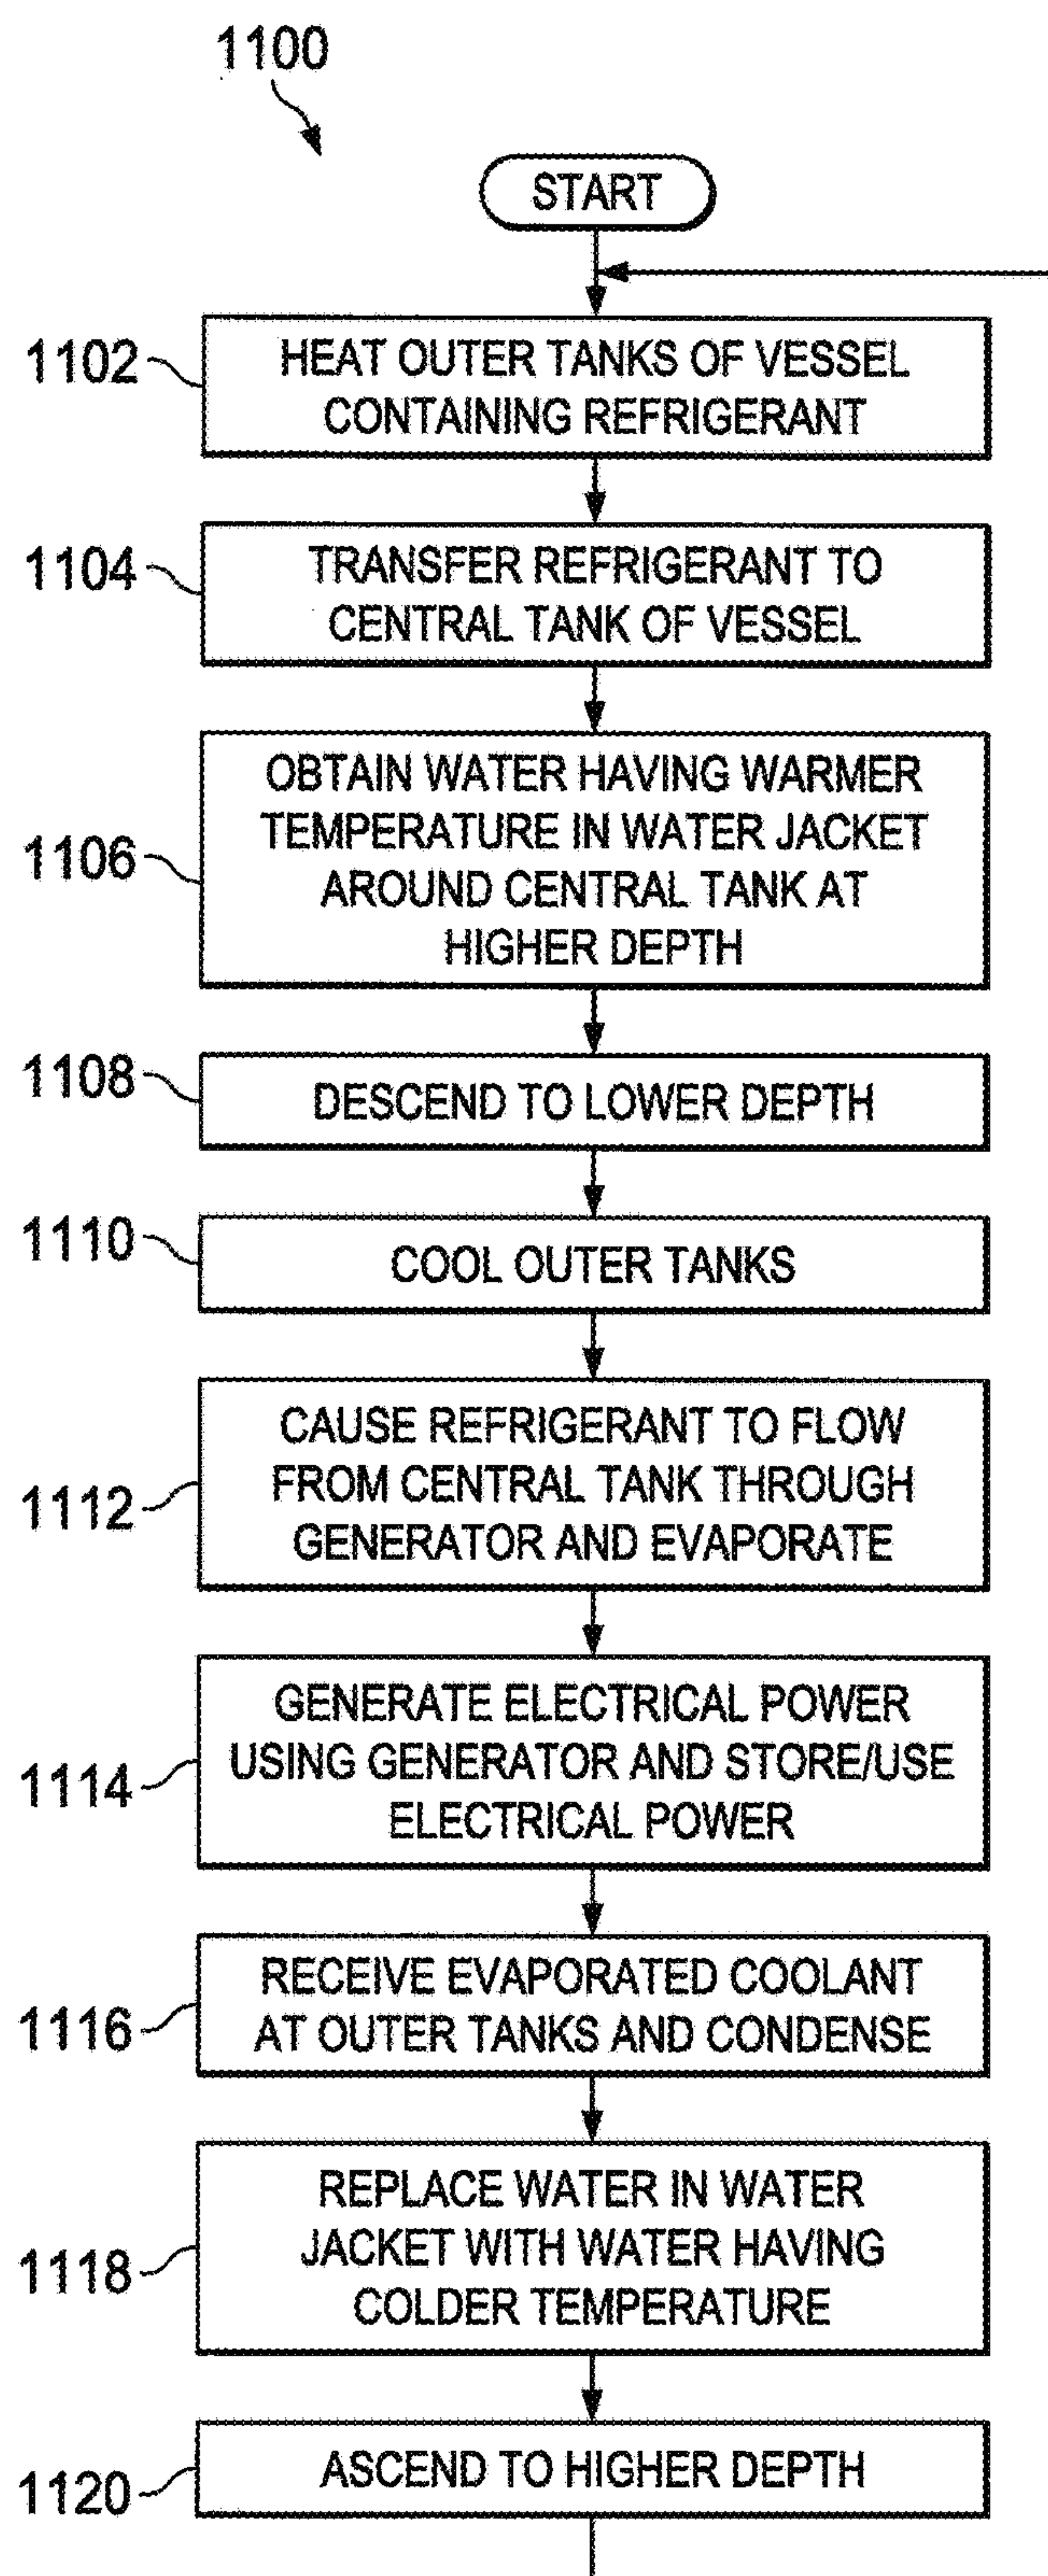 1100
START
1102
HEAT OUTER TANKS OF VESSEL
CONTAINING REFRIGERANT
1104
TRANSFER REFRIGERANT TO
CENTRAL TANK OF VESSEL
1106
OBTAIN WATER HAVING WARMER
TEMPERATURE IN WATER JACKET
AROUND CENTRAL TANK AT
HIGHER DEPTH
1108
DESCEND TO LOWER DEPTH
1110
COOL OUTER TANKS
1112
CAUSE REFRIGERANT TO FLOW
FROM CENTRAL TANK THROUGH
GENERATOR AND EVAPORATE
1114
GENERATE ELECTRICAL POWER
USING GENERATOR AND STORE/USE
ELECTRICAL POWER
1116
RECEIVE EVAPORATED COOLANT
AT OUTER TANKS AND CONDENSE
1118
REPLACE WATER IN WATER
JACKET WITH WATER HAVING
COLDER TEMPERATURE
1120
ASCEND TO HIGHER DEPTH